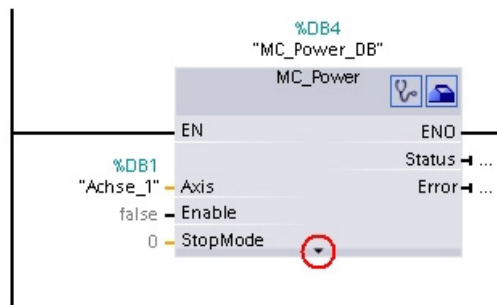 %DB4
"MC_Power_DB"
MC_Power
EN ENO
Status ...
%DB1
"Achse_1" Axis Error ...
false Enable
0 StopMode